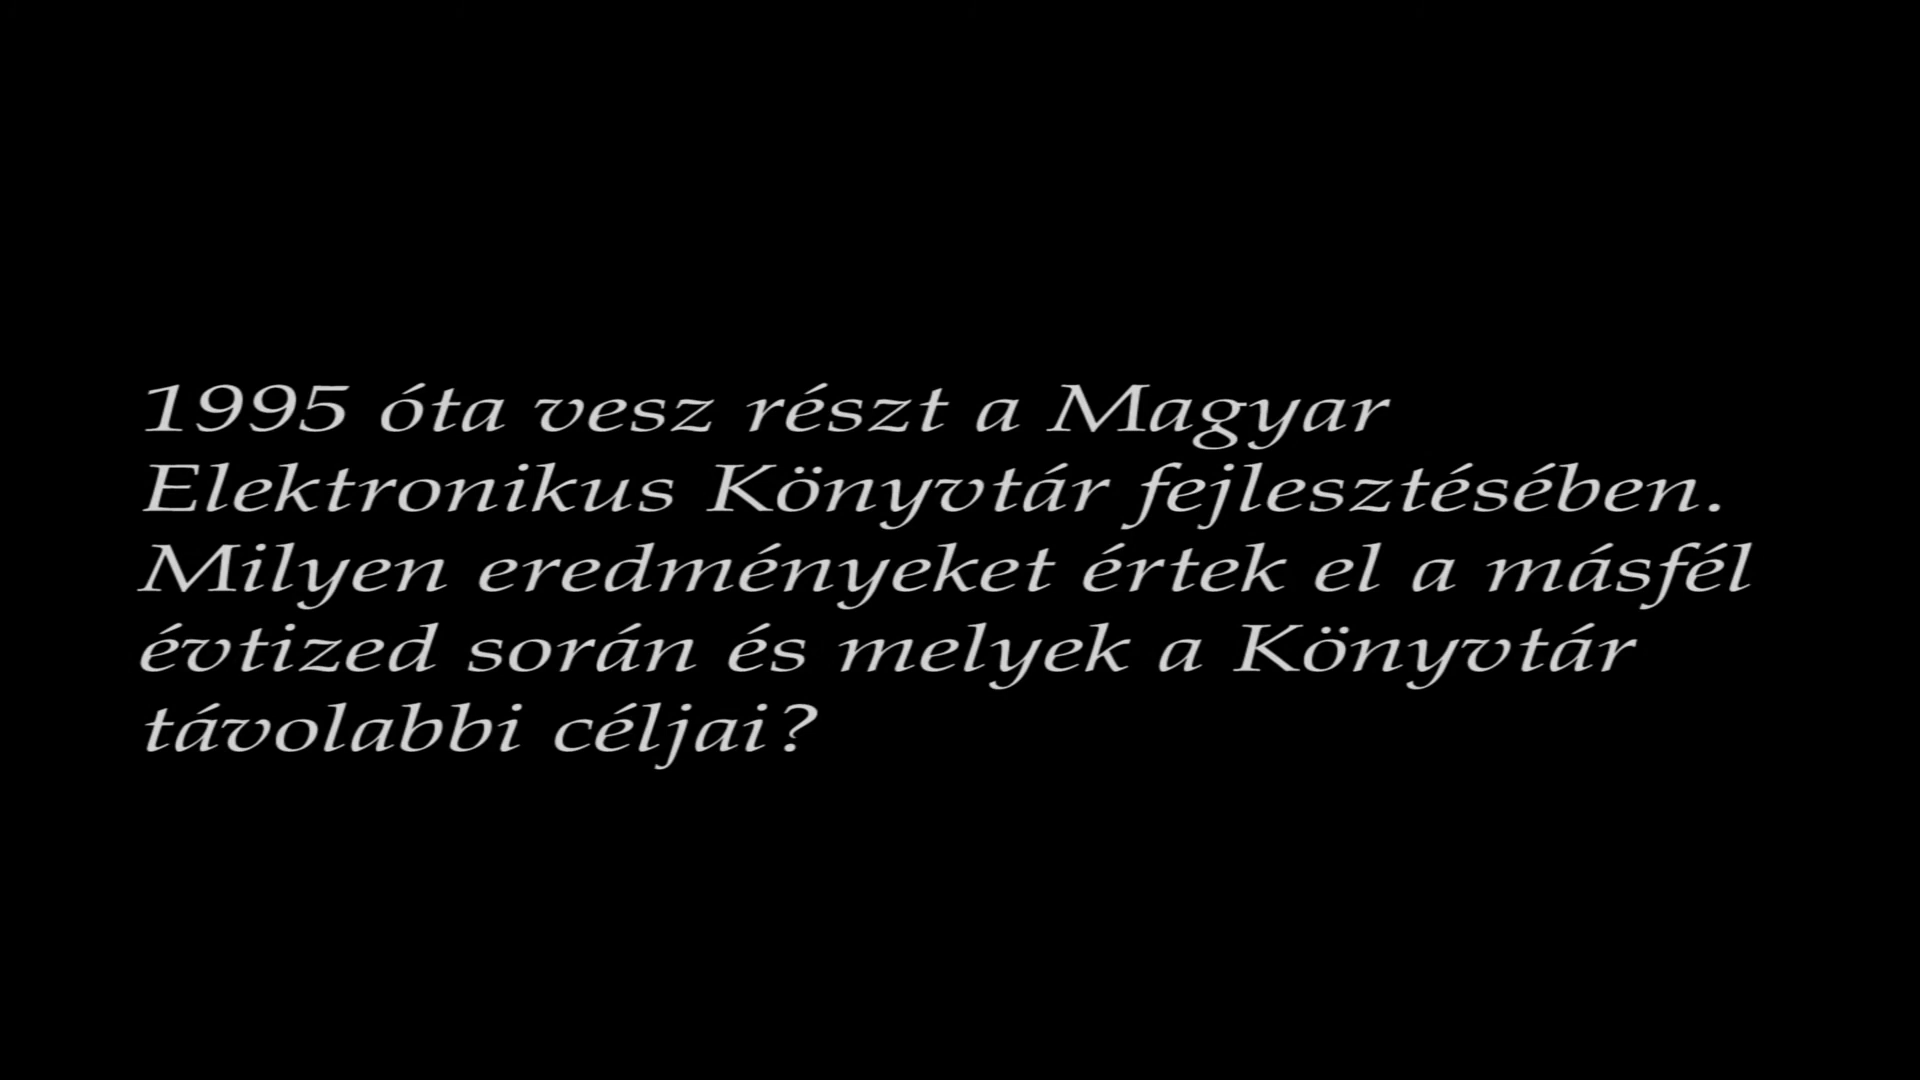 1995 óta vesz részt a Magyar
Elektronikus Könyvtár fejlesztésében.
Milyen eredményeket értek el a másfél
évtized során és melyek a Könyvtár
távolabbi céljai?